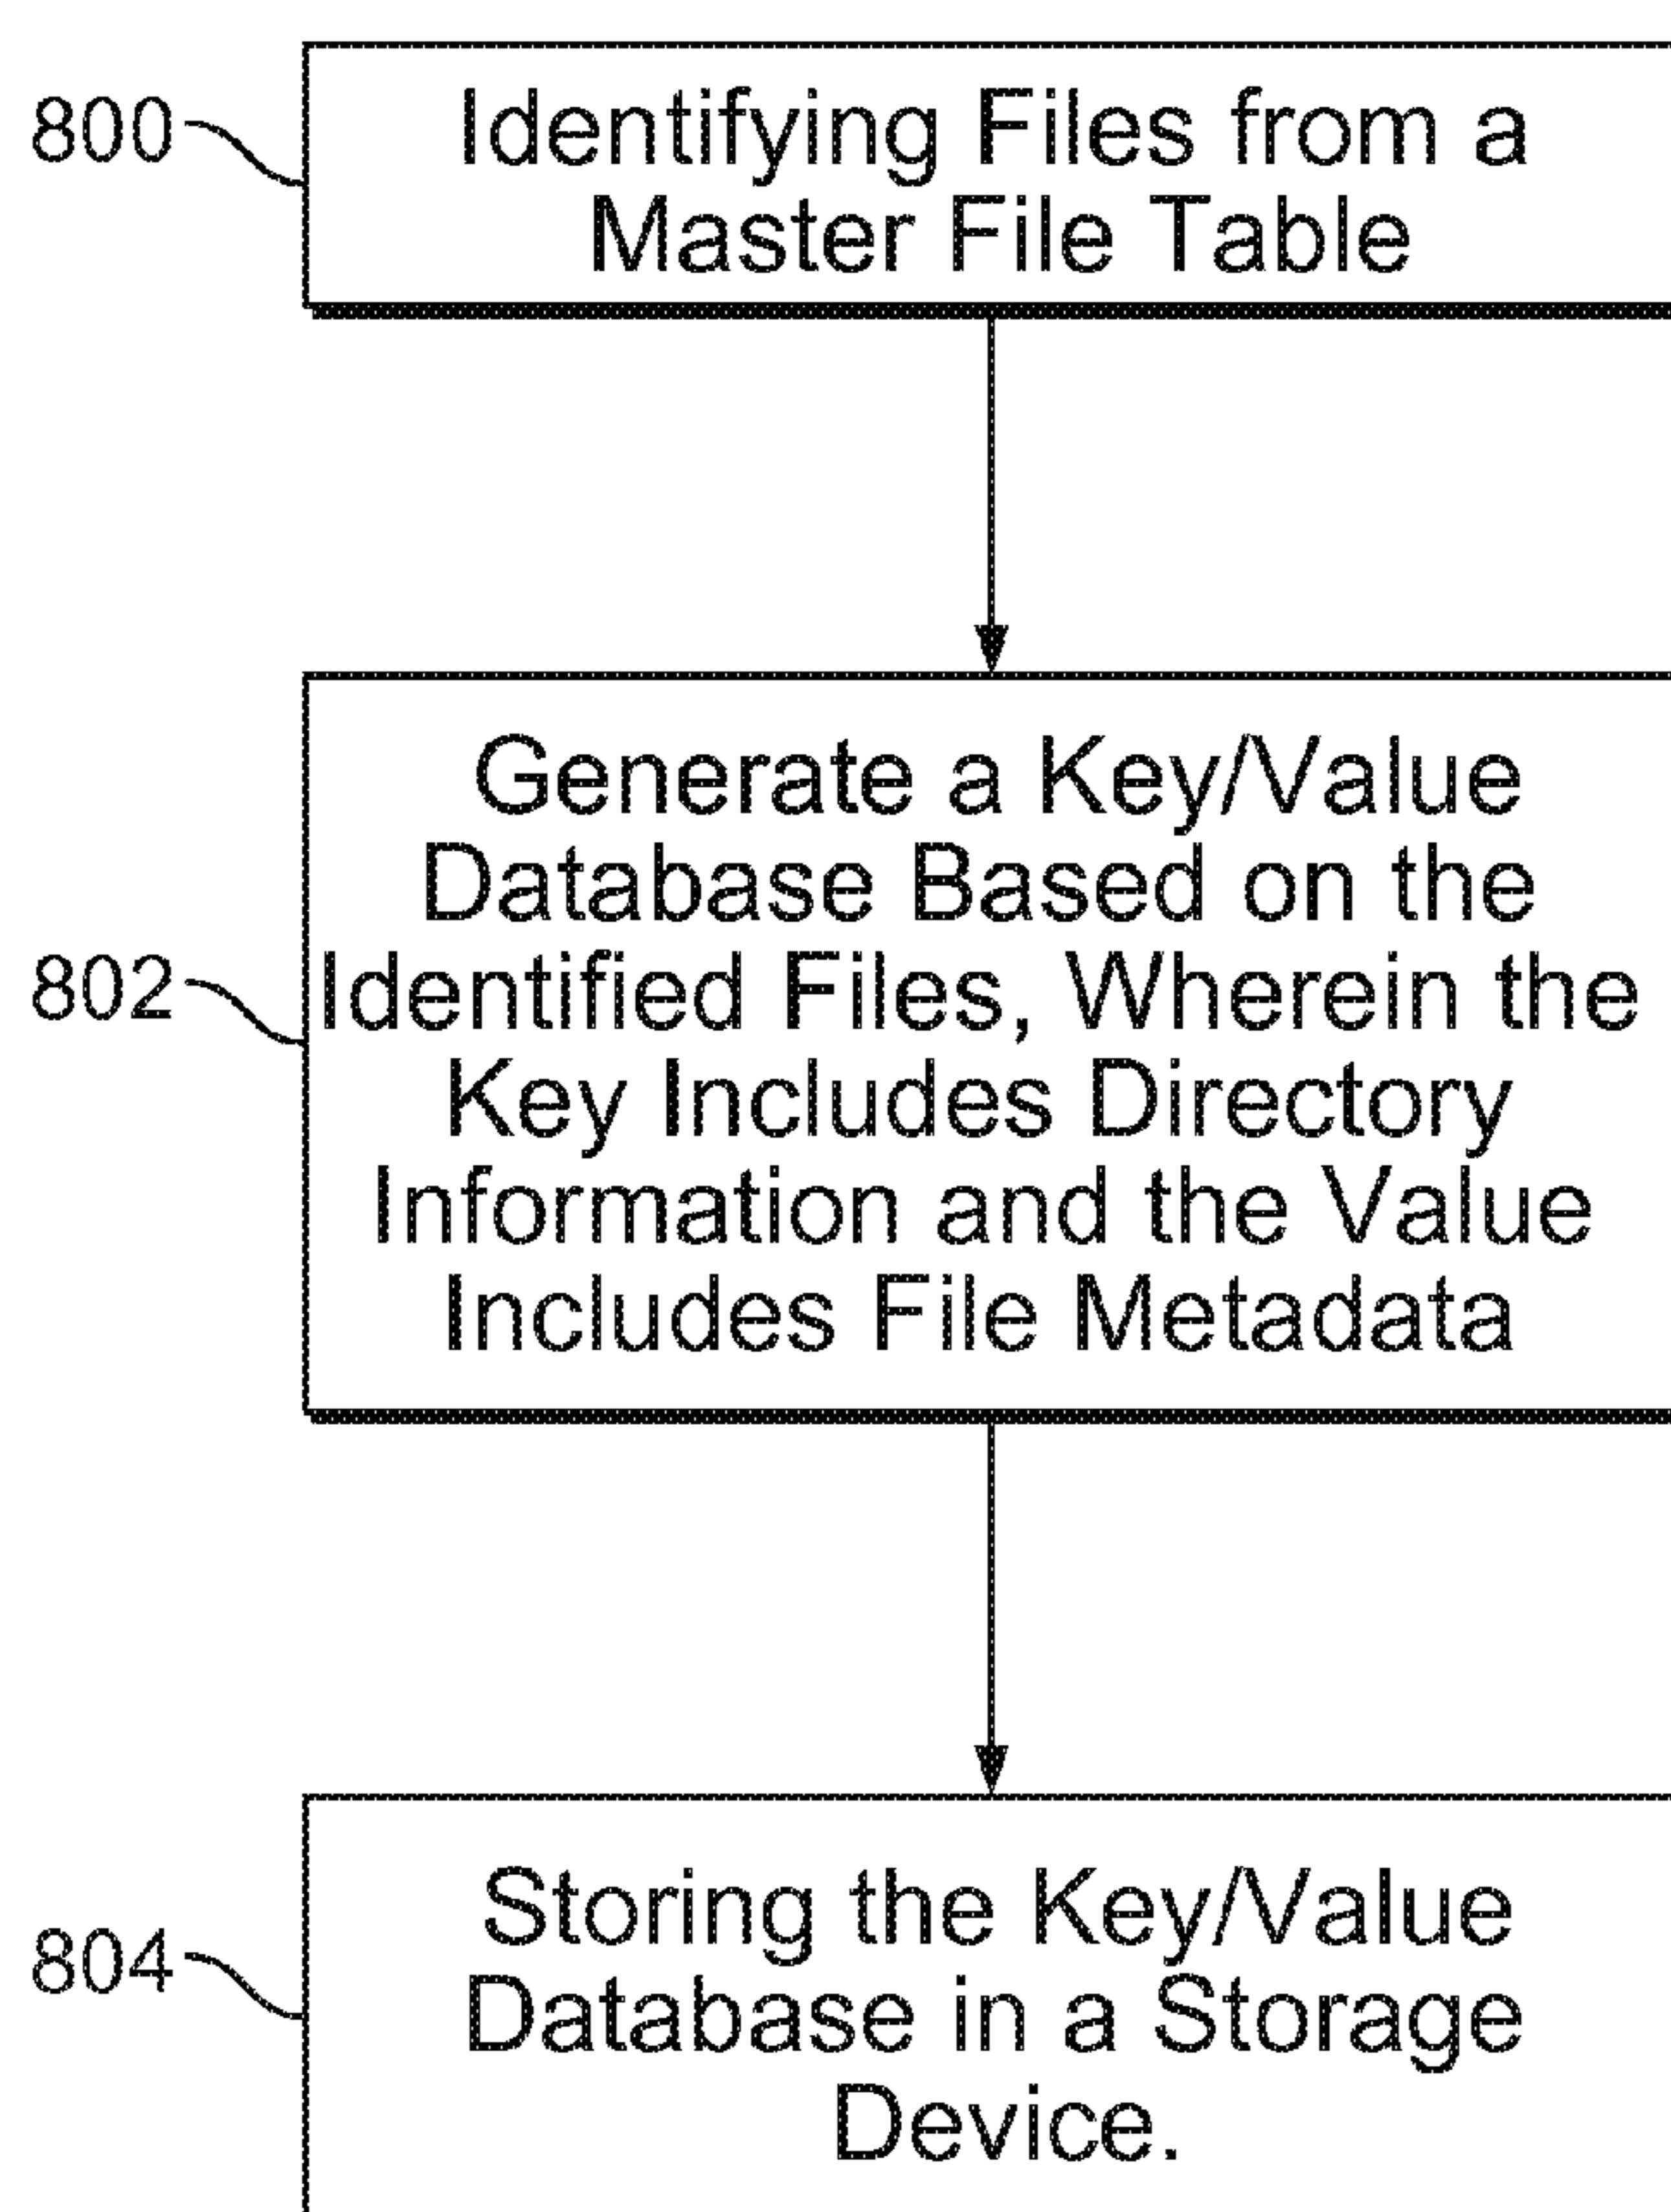 800
Identifying Files from a
Master File Table
802
Generate a Key/Value
Database Based on the
Identified Files, Wherein the
Key Includes Directory
Information and the Value
Includes File Metadata
804
Storing the Key/Value
Database in a Storage
Device.